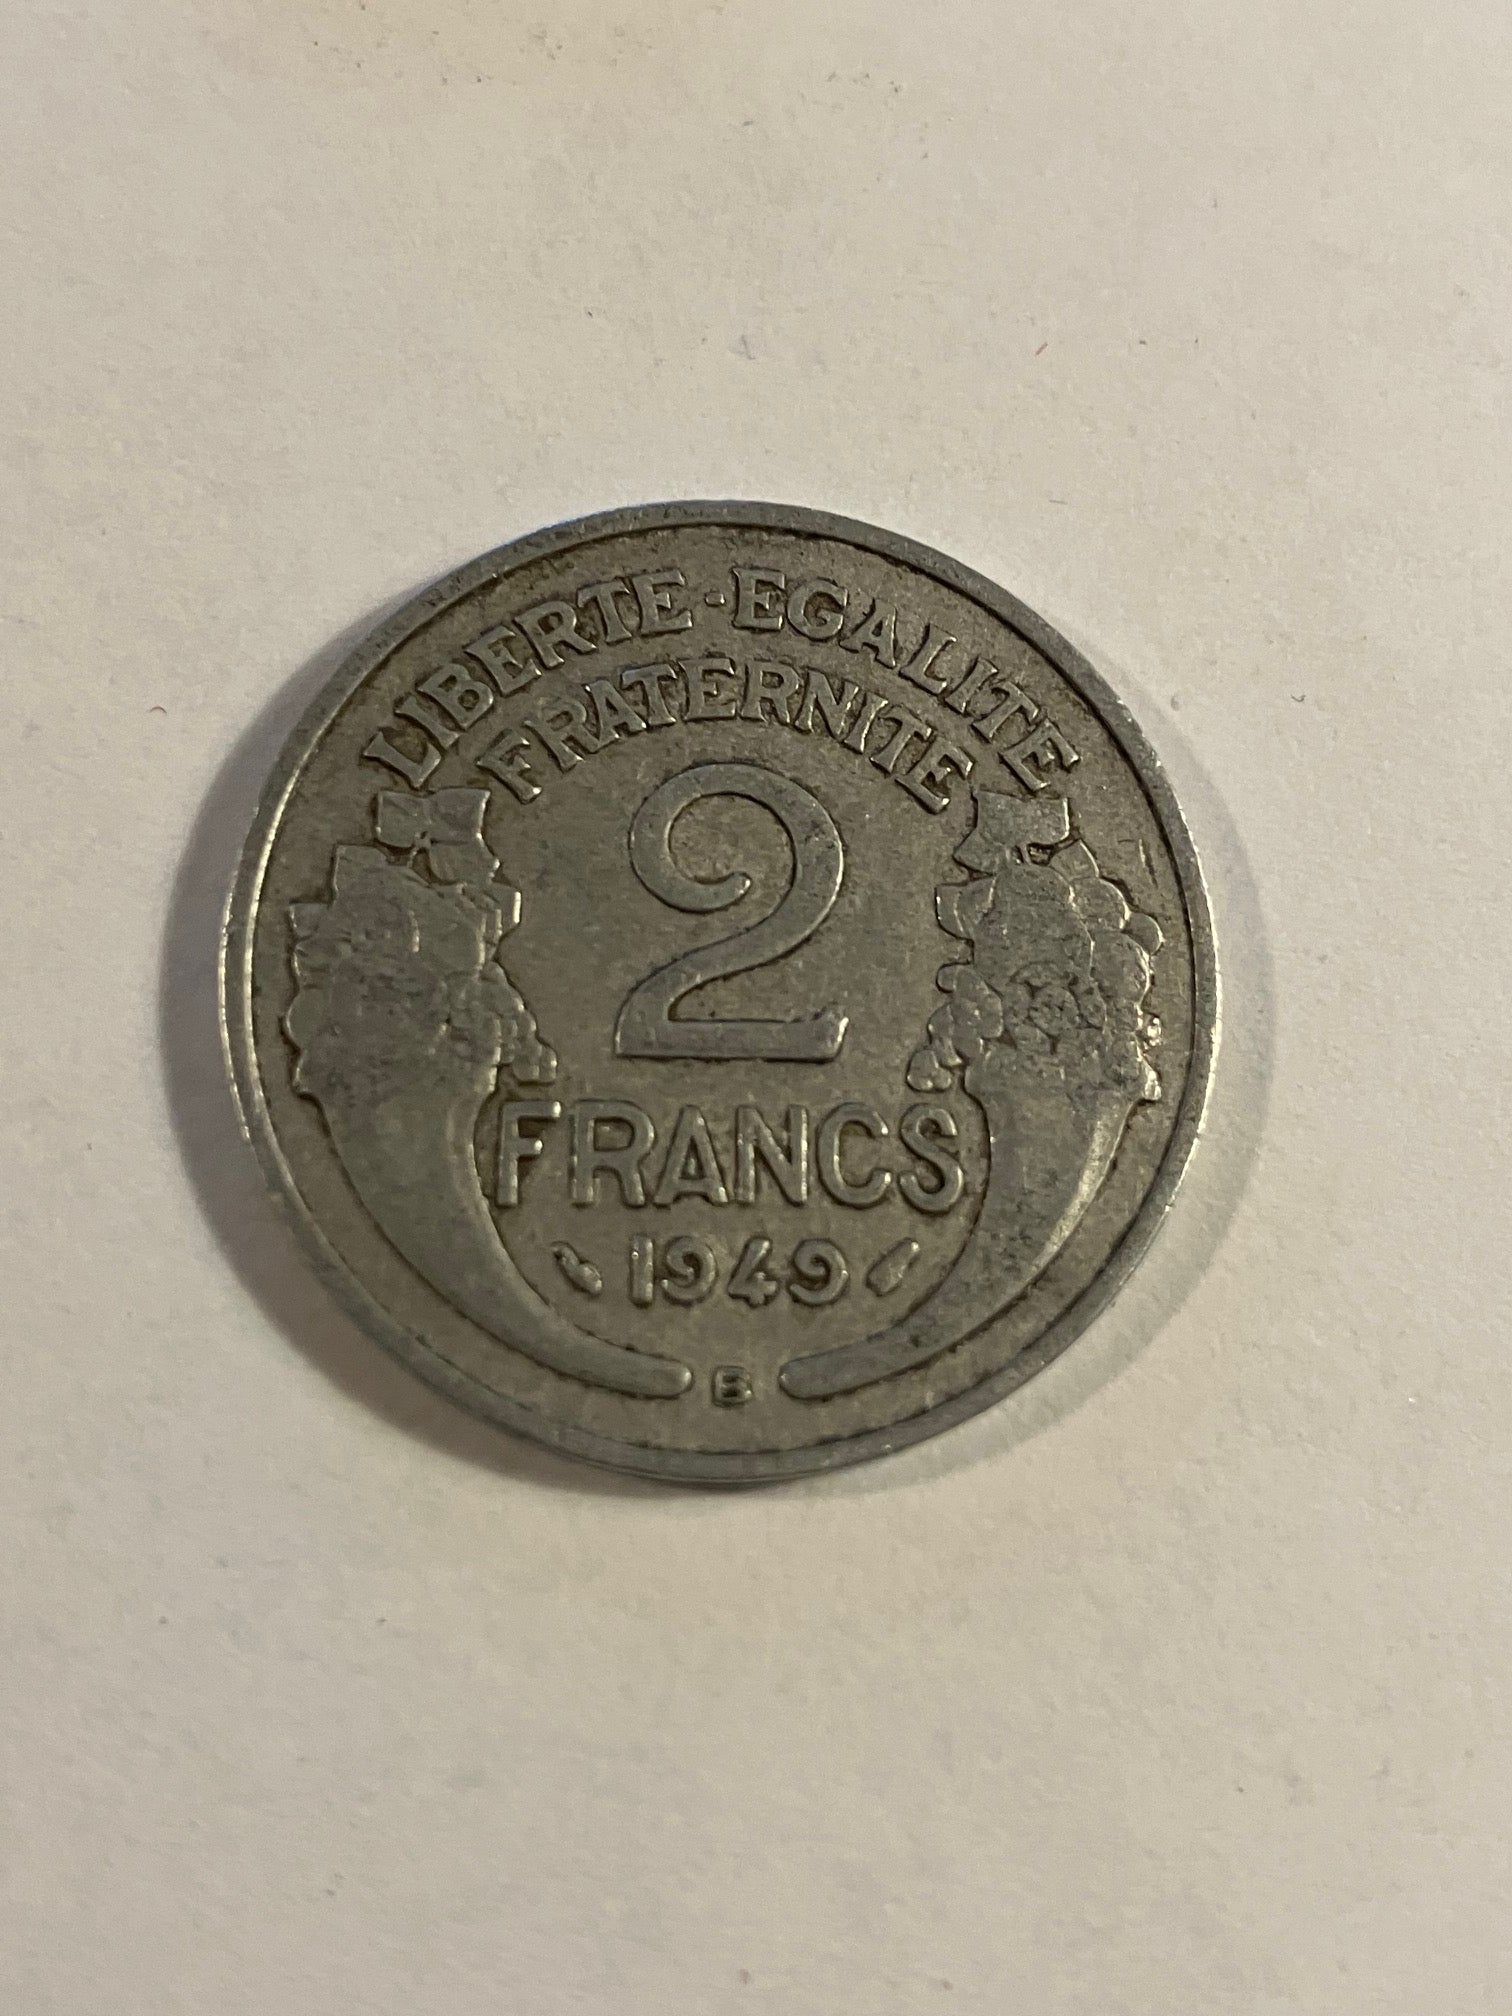 LIBERTE·EGALITE
FRATERNITE
2
FRANCS
1949
B